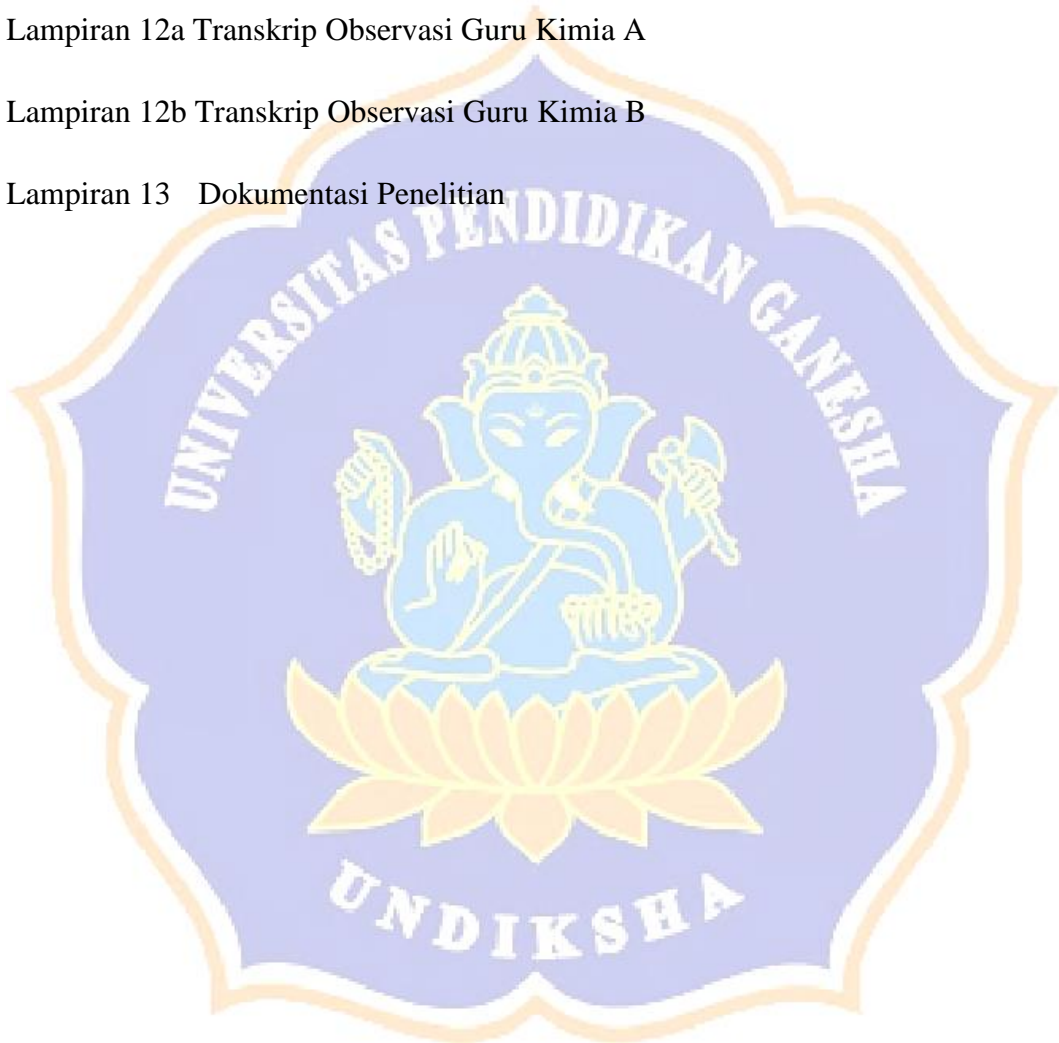 Lampiran 12a Transkrip Observasi Guru Kimia A
Lampiran 12b Transkrip Observasi Guru Kimia B
Lampiran 13 Dokumentasi Penelitian
UNIVERSITAS PENDIDIKAN GANESHA
UNDIKSHA